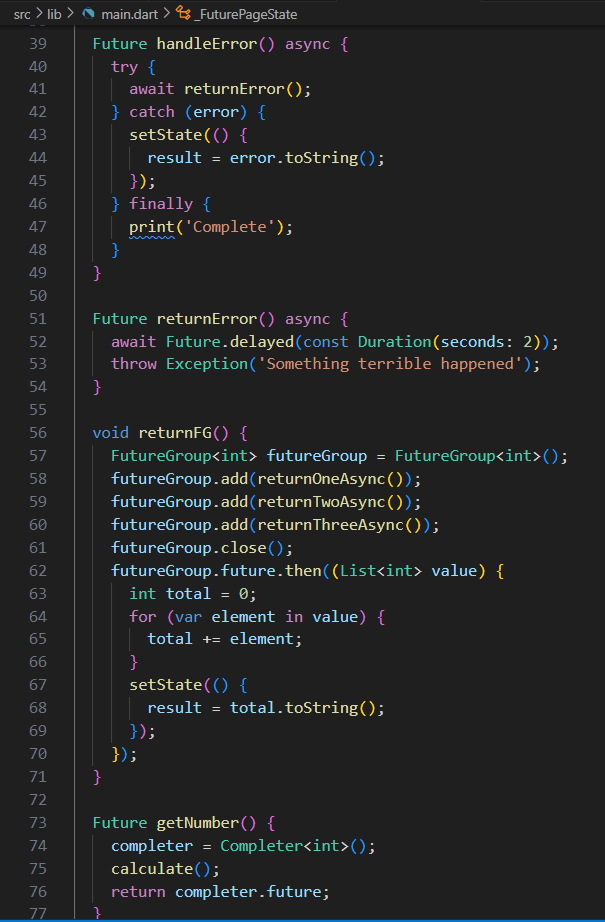 src > lib > main.dart > _FuturePageState
39 Future handleError() async {
40 try {
41 await returnError();
42 } catch (error) {
43 setState(() {
44 result = error.toString();
45 });
46 } finally {
47 print('Complete');
48 }
49 }
50
51 Future returnError() async {
52 await Future.delayed(const Duration(seconds: 2));
53 throw Exception('Something terrible happened');
54 }
55
56 void returnFG() {
57 FutureGroup<int> futureGroup = FutureGroup<int>();
58 futureGroup.add(returnOneAsync());
59 futureGroup.add(returnTwoAsync());
60 futureGroup.add(returnThreeAsync());
61 futureGroup.close();
62 futureGroup.future.then((List<int> value) {
63 int total = 0;
64 for (var element in value) {
65 total += element;
66 }
67 setState(() {
68 result = total.toString();
69 });
70 });
71 }
72
73 Future getNumber() {
74 completer = Completer<int>();
75 calculate();
76 return completer.future;
77 }